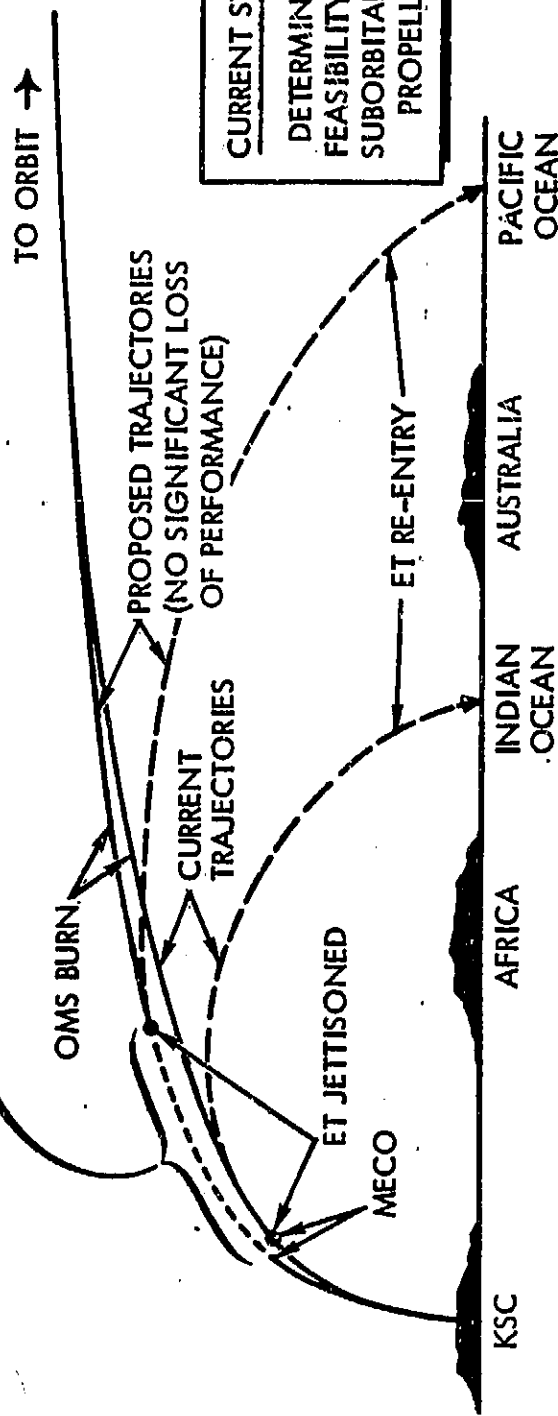 TO ORBIT →
OMS BURN
PROPOSED TRAJECTORIES
(NO SIGNIFICANT LOSS
OF PERFORMANCE)
CURRENT
TRAJECTORIES
ET JETTISONED
MECO
ET RE-ENTRY
KSC
AFRICA
INDIAN
OCEAN
AUSTRALIA
PACIFIC
OCEAN
CURRENT
DETERMIN
FEASIBILITY
SUBORBITA
PROPELL